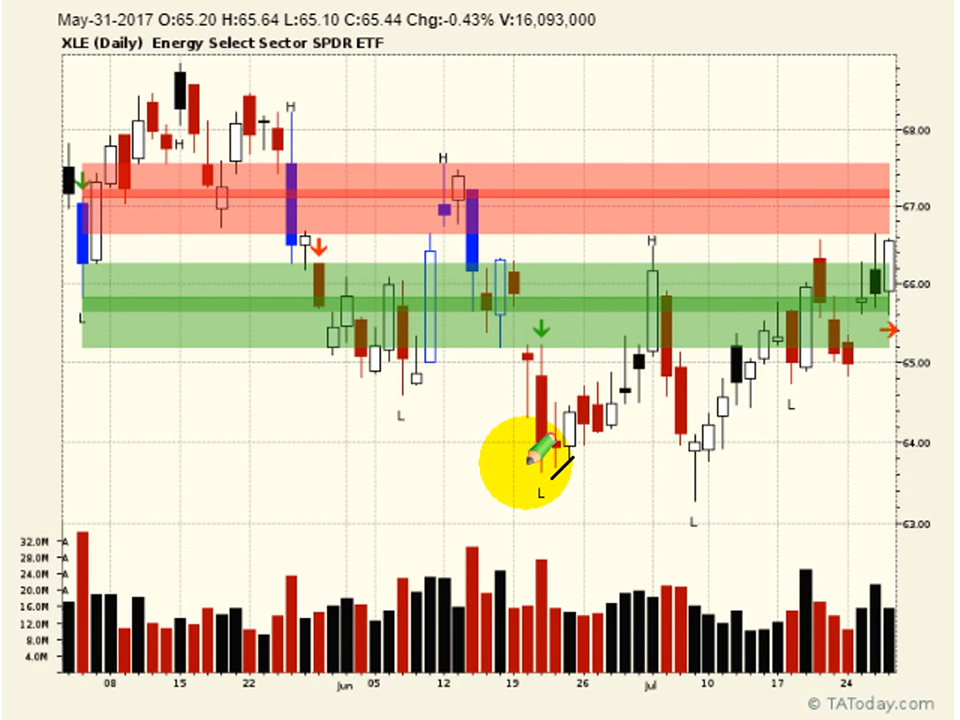 May-31-2017 O:65.20 H:65.64 L:65.10 C:65.44 Chg:-0.43% V:16,093,000
XLE (Daily) Energy Select Sector SPDR ETF
H
H
H
H
L
L
L
L
L
68.00
67.00
66.00
65.00
64.00
63.00
32.0M
28.0M
24.0M
20.0M
16.0M
12.0M
8.0M
4.0M
08 15 22 Jun 05 12 19 26 Jul 10 17 24
© TAToday.com